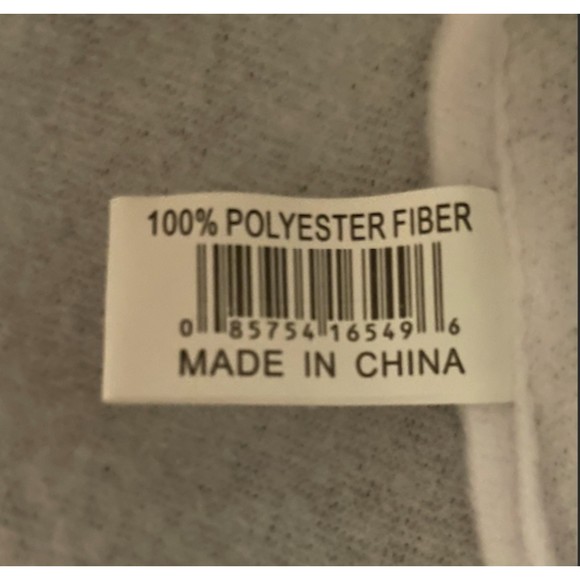 100% POLYESTER FIBER
0 85754 16549 6
MADE IN CHINA